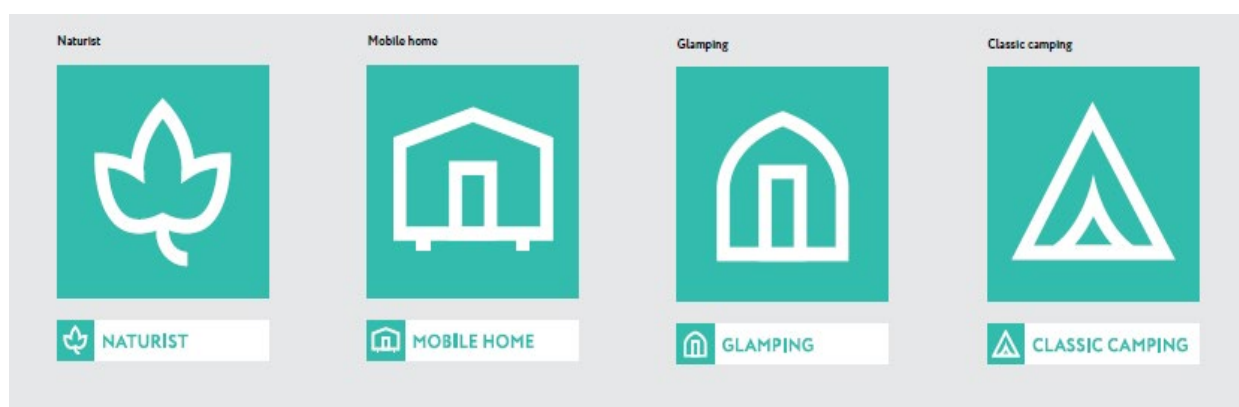 Naturist
Mobile home
Glamping
Classic camping
NATURIST
MOBILE HOME
GLAMPING
CLASSIC CAMPING